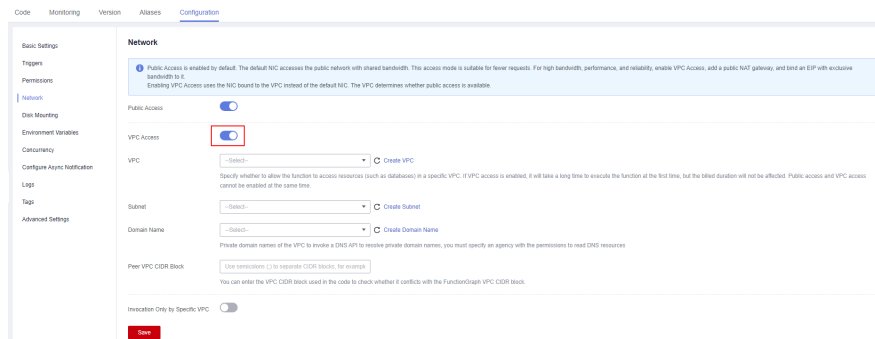 Code Monitoring Version Aliases Configuration
Basic Settings
Triggers
Permissions
Network
Disk Mounting
Environment Variables
Concurrency
Configure Async Notification
Logs
Tags
Advanced Settings
Network
Public Access is enabled by default. The default NIC accesses the public network with shared bandwidth. This access mode is suitable for fewer requests. For high bandwidth, performance, and reliability, enable VPC Access, add a public NAT gateway, and bind an EIP with exclusive
bandwidth to it.
Enabling VPC Access uses the NIC bound to the VPC instead of the default NIC. The VPC determines whether public access is available.
Public Access
VPC Access
VPC --Select-- Create VPC
Specify whether to allow the function to access resources (such as databases) in a specific VPC. If VPC access is enabled, it will take a long time to execute the function at the first time, but the billed duration will not be affected. Public access and VPC access
cannot be enabled at the same time.
Subnet --Select-- Create Subnet
Domain Name --Select-- Create Domain Name
Private domain names of the VPC to invoke a DNS API to resolve private domain names, you must specify an agency with the permissions to read DNS resources
Peer VPC CIDR Block Use semicolons (;) to separate CIDR blocks, for example
You can enter the VPC CIDR block used in the code to check whether it conflicts with the FunctionGraph VPC CIDR block.
Invocation Only by Specific VPC
Save